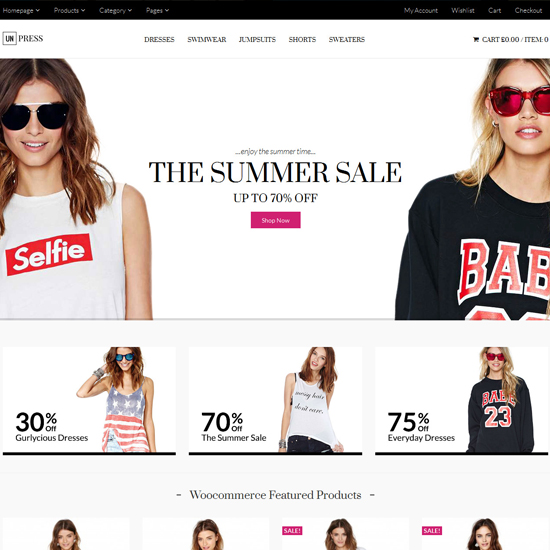 Homepage Products Category Pages My Account Wishlist Cart Checkout
UN PRESS DRESSES SWIMWEAR JUMPSUITS SHORTS SWEATERS CART £0.00 / ITEM:0
...enjoy the summer time...
THE SUMMER SALE
UP TO 70% OFF
Shop Now
Selfie
BABE
30% Off
Gurlycious Dresses
messy hair
don't care.
70% Off
The Summer Sale
BABE
23
75% Off
Everyday Dresses
- Woocommerce Featured Products -
SALE! SALE!